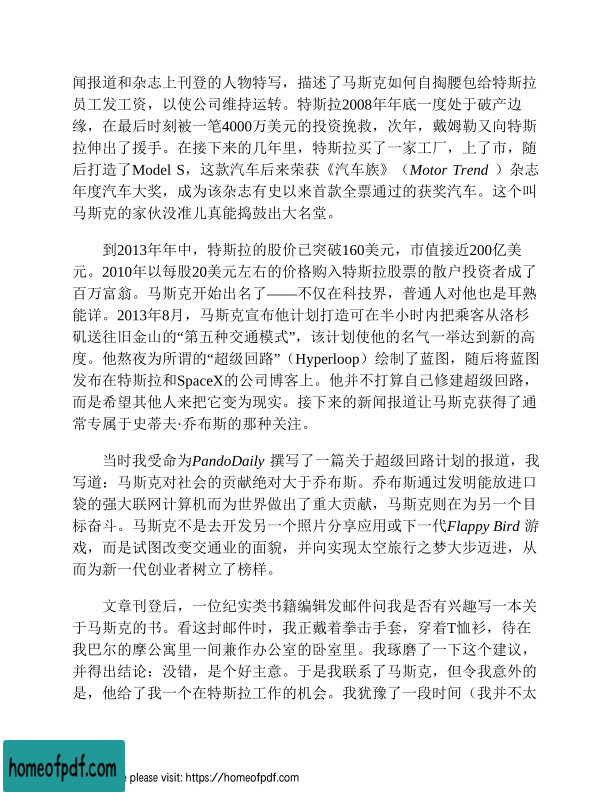 闻报道和杂志上刊登的人物特写，描述了马斯克如何自掏腰包给特斯拉
员工发工资，以使公司维持运转。特斯拉2008年年底一度处于破产边
缘，在最后时刻被一笔4000万美元的投资挽救，次年，戴姆勒又向特斯
拉伸出了援手。在接下来的几年里，特斯拉买了一家工厂，上了市，随
后打造了Model S，这款汽车后来荣获《汽车族》（Motor Trend ）杂志
年度汽车大奖，成为该杂志有史以来首款全票通过的获奖汽车。这个叫
马斯克的家伙没准儿真能捣鼓出大名堂。
到2013年年中，特斯拉的股价已突破160美元，市值接近200亿美
元。2010年以每股20美元左右的价格购入特斯拉股票的散户投资者成了
百万富翁。马斯克开始出名了——不仅在科技界，普通人对他也是耳熟
能详。2013年8月，马斯克宣布他计划打造可在半小时内把乘客从洛杉
矶送往旧金山的“第五种交通模式”，该计划使他的名气一举达到新的高
度。他熬夜为所谓的“超级回路”（Hyperloop）绘制了蓝图，随后将蓝图
发布在特斯拉和SpaceX的公司博客上。他并不打算自己修建超级回路，
而是希望其他人来把它变为现实。接下来的新闻报道让马斯克获得了通
常专属于史蒂夫·乔布斯的那种关注。
当时我受命为PandoDaily 撰写了一篇关于超级回路计划的报道，我
写道：马斯克对社会的贡献绝对大于乔布斯。乔布斯通过发明能放进口
袋的强大联网计算机而为世界做出了重大贡献，马斯克则在为另一个目
标奋斗。马斯克不是去开发另一个照片分享应用或下一代Flappy Bird 游
戏，而是试图改变交通业的面貌，并向实现太空旅行之梦大步迈进，从
而为新一代创业者树立了榜样。
文章刊登后，一位纪实类书籍编辑发邮件问我是否有兴趣写一本关
于马斯克的书。看这封邮件时，我正戴着拳击手套，穿着T恤衫，待在
我巴尔的摩公寓里一间兼作办公室的卧室里。我琢磨了一下这个建议，
并得出结论：没错，是个好主意。于是我联系了马斯克，但令我意外的
是，他给了我一个在特斯拉工作的机会。我犹豫了一段时间（我并不太
homeofpdf.com
please visit: https://homeofpdf.com